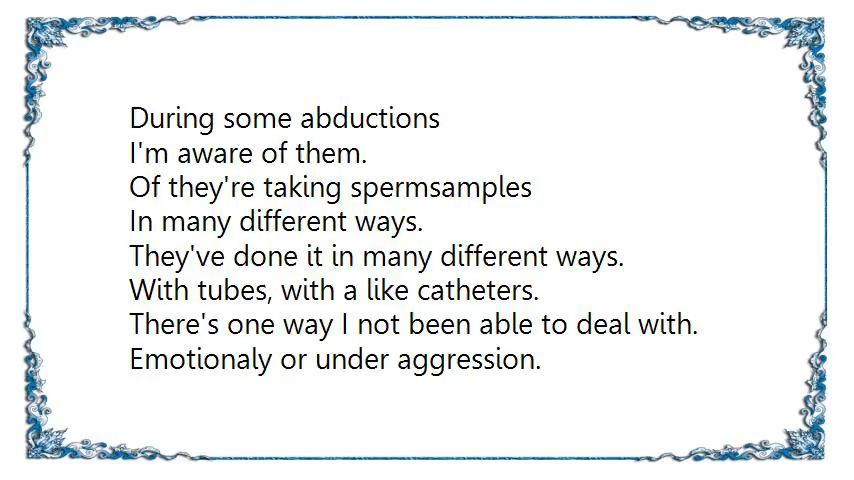 During some abductions
I'm aware of them.
Of they're taking spermsamples
In many different ways.
They've done it in many different ways.
With tubes, with a like catheters.
There's one way I not been able to deal with.
Emotionaly or under aggression.